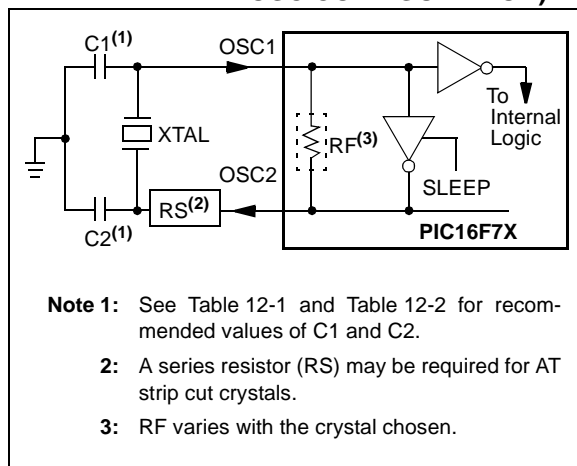 C1(1)
OSC1
XTAL
RF(3)
To
Internal
Logic
OSC2
SLEEP
RS(2)
C2(1)
PIC16F7X
Note 1: See Table 12-1 and Table 12-2 for recom-
mended values of C1 and C2.
2: A series resistor (RS) may be required for AT
strip cut crystals.
3: RF varies with the crystal chosen.